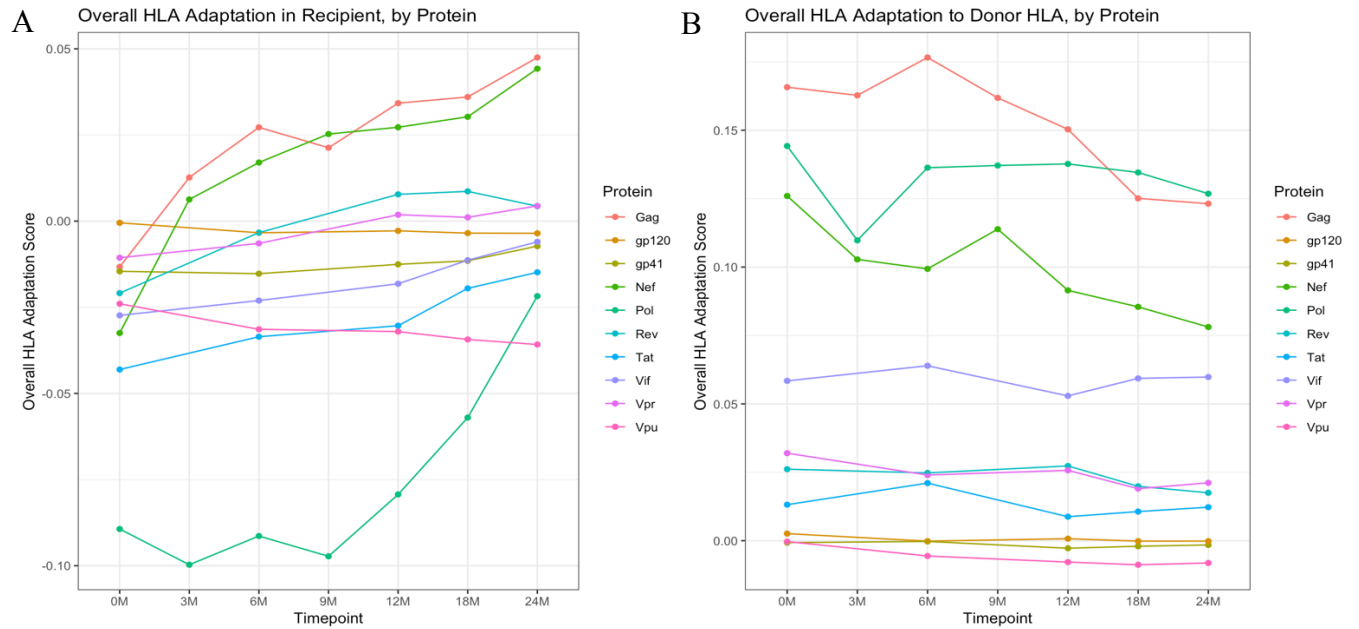 A
Overall HLA Adaptation in Recipient, by Protein
Overall HLA Adaptation Score
0.05
0.00
-0.05
-0.10
0M
3M
6M
9M
12M
18M
24M
Timepoint
Protein
Gag
gp120
gp41
Nef
Pol
Rev
Tat
Vif
Vpr
Vpu
B
Overall HLA Adaptation to Donor HLA, by Protein
Overall HLA Adaptation Score
0.15
0.10
0.05
0.00
0M
3M
6M
9M
12M
18M
24M
Timepoint
Protein
Gag
gp120
gp41
Nef
Pol
Rev
Tat
Vif
Vpr
Vpu